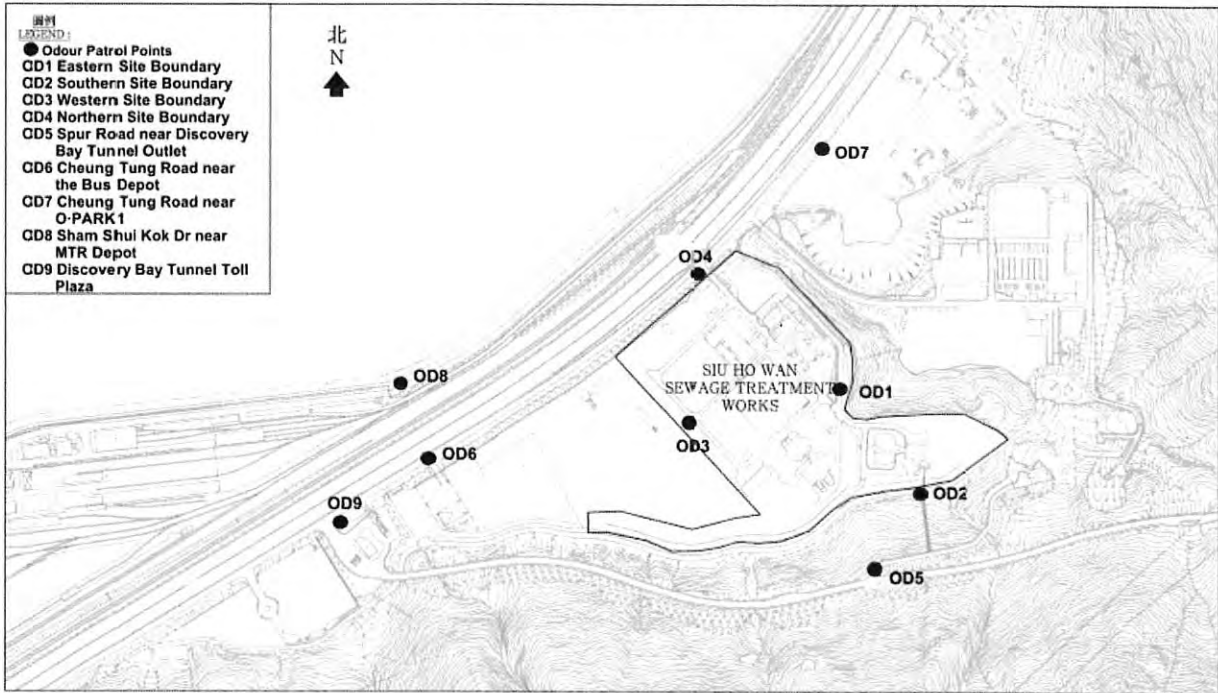 圖例
LEGEND :
Odour Patrol Points
OD1 Eastern Site Boundary
OD2 Southern Site Boundary
OD3 Western Site Boundary
OD4 Northern Site Boundary
OD5 Spur Road near Discovery
Bay Tunnel Outlet
OD6 Cheung Tung Road near
the Bus Depot
OD7 Cheung Tung Road near
O·PARK1
OD8 Sham Shui Kok Dr near
MTR Depot
OD9 Discovery Bay Tunnel Toll
Plaza
北
N
OD7
OD4
SIU HO WAN
SEWAGE TREATMENT
WORKS
OD8
OD1
OD3
OD6
OD2
OD9
OD5